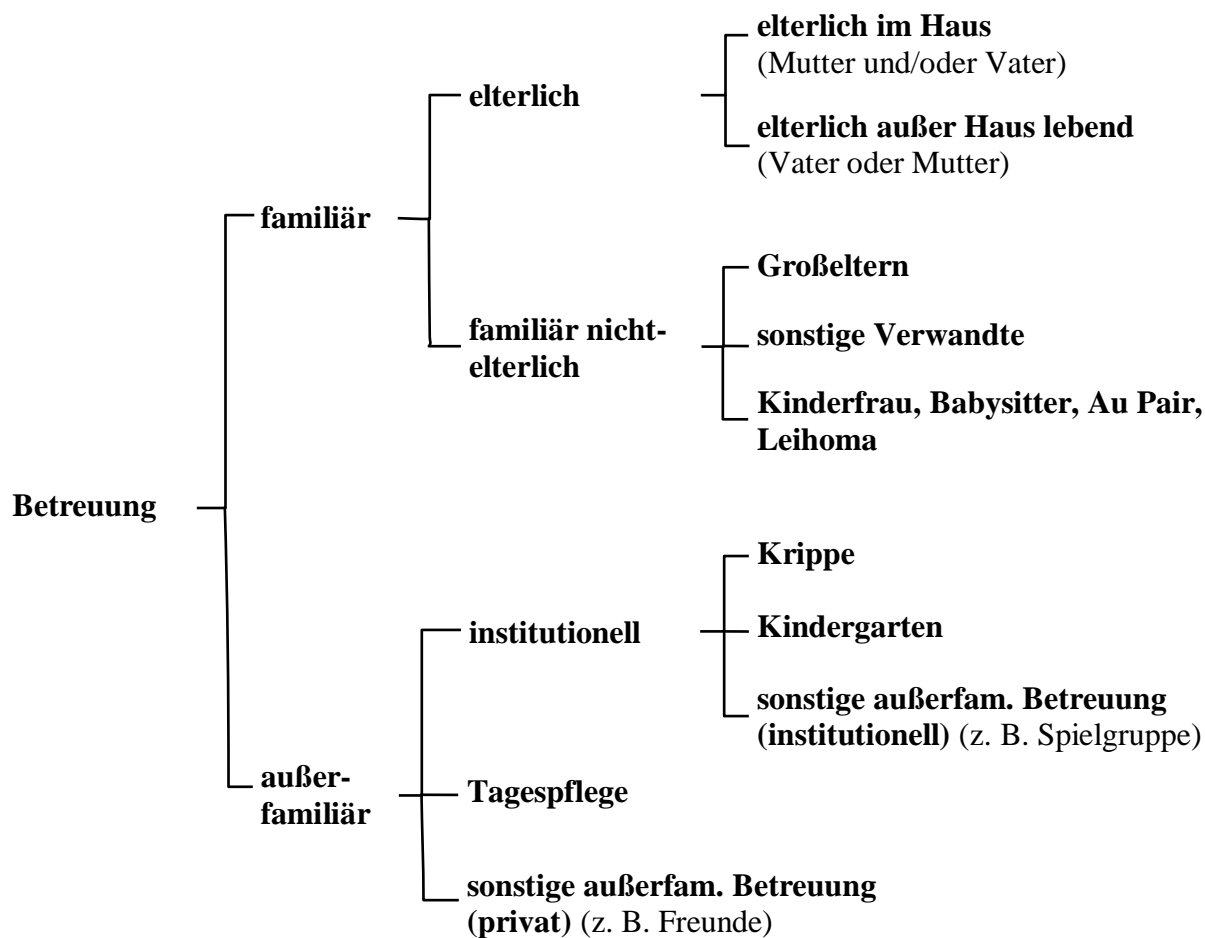 elterlich im Haus
(Mutter und/oder Vater)
elterlich
elterlich außer Haus lebend
(Vater oder Mutter)
familiär
Großeltern
familiär nicht-
elterlich
sonstige Verwandte
Kinderfrau, Babysitter, Au Pair,
Leihoma
Betreuung
Krippe
institutionell
Kindergarten
sonstige außerfam. Betreuung
(institutionell) (z. B. Spielgruppe)
außer-
familiär
Tagespflege
sonstige außerfam. Betreuung
(privat) (z. B. Freunde)